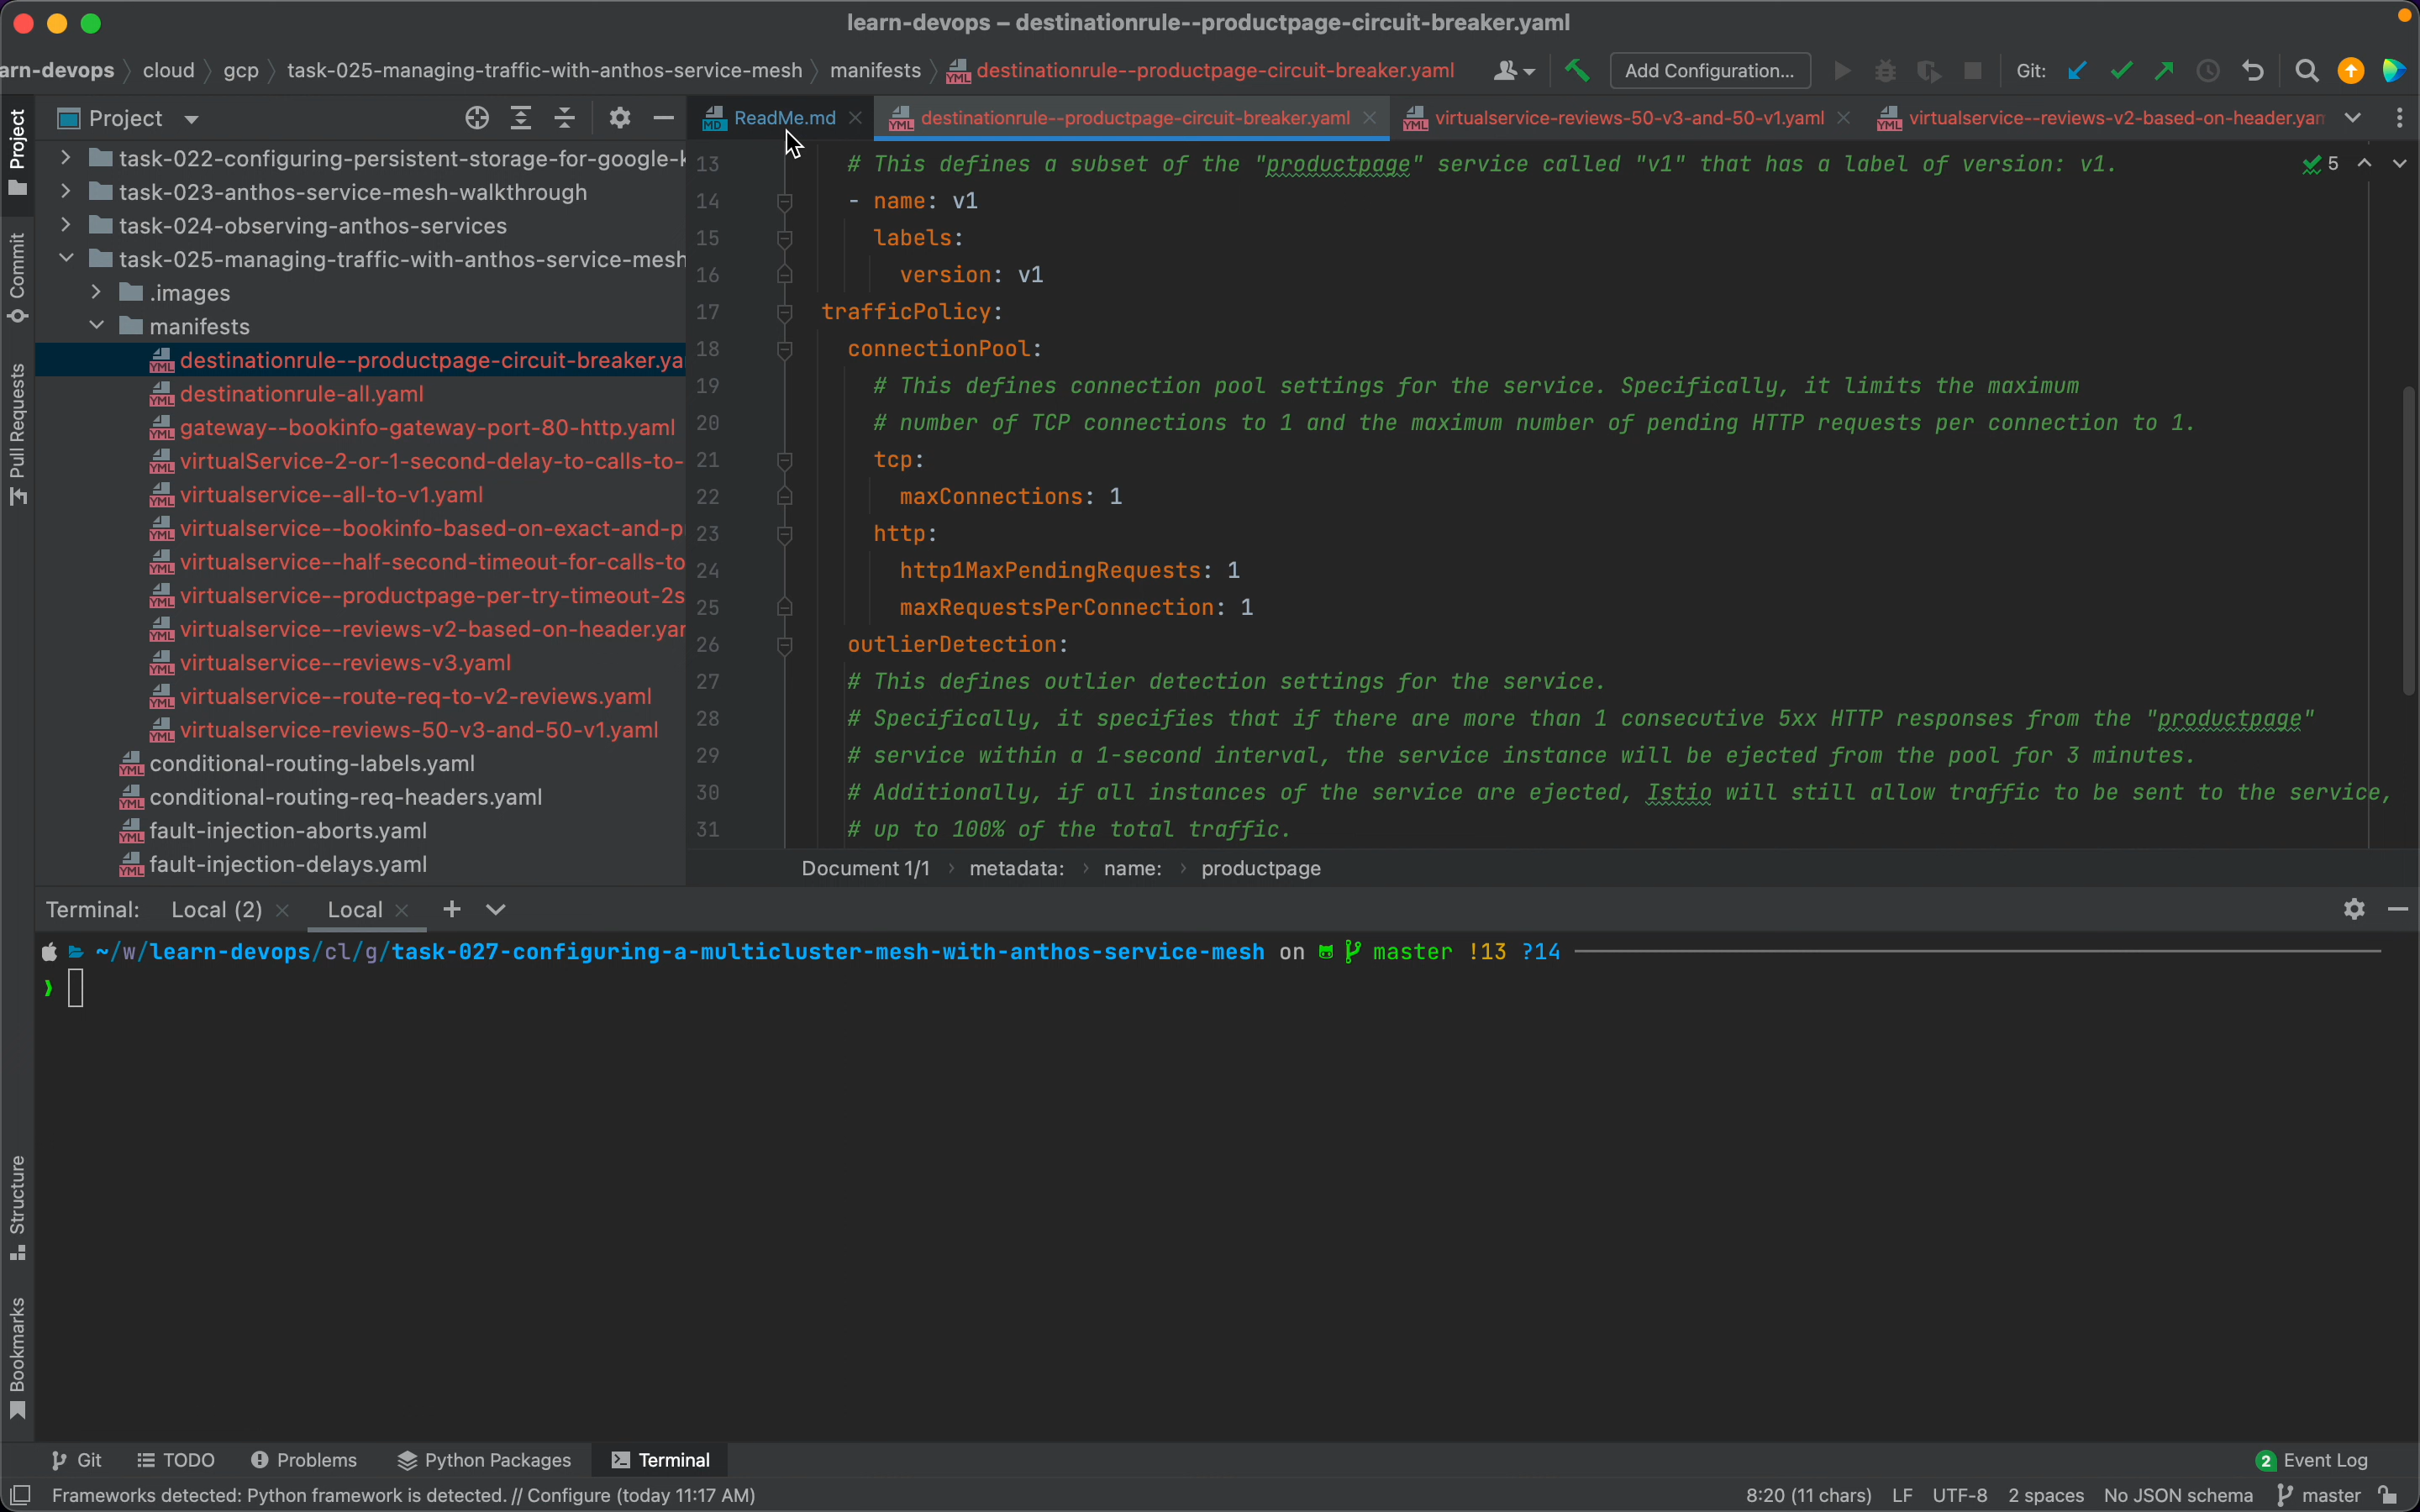 learn-devops – destinationrule--productpage-circuit-breaker.yaml
arn-devops cloud gcp task-025-managing-traffic-with-anthos-service-mesh manifests destinationrule--productpage-circuit-breaker.yaml Add Configuration... Git:
Project
ReadMe.md destinationrule--productpage-circuit-breaker.yaml virtualservice-reviews-50-v3-and-50-v1.yaml virtualservice--reviews-v2-based-on-header.yam
Project
Commit
Pull Requests
Structure
Bookmarks
task-022-configuring-persistent-storage-for-google-k
task-023-anthos-service-mesh-walkthrough
task-024-observing-anthos-services
task-025-managing-traffic-with-anthos-service-mesh
.images
manifests
destinationrule--productpage-circuit-breaker.ya
destinationrule-all.yaml
gateway--bookinfo-gateway-port-80-http.yaml
virtualService-2-or-1-second-delay-to-calls-to-
virtualservice--all-to-v1.yaml
virtualservice--bookinfo-based-on-exact-and-p
virtualservice--half-second-timeout-for-calls-to
virtualservice--productpage-per-try-timeout-2s
virtualservice--reviews-v2-based-on-header.yar
virtualservice--reviews-v3.yaml
virtualservice--route-req-to-v2-reviews.yaml
virtualservice-reviews-50-v3-and-50-v1.yaml
conditional-routing-labels.yaml
conditional-routing-req-headers.yaml
fault-injection-aborts.yaml
fault-injection-delays.yaml
13 # This defines a subset of the "productpage" service called "v1" that has a label of version: v1. 5
14 - name: v1
15 labels:
16 version: v1
17 trafficPolicy:
18 connectionPool:
19 # This defines connection pool settings for the service. Specifically, it limits the maximum
20 # number of TCP connections to 1 and the maximum number of pending HTTP requests per connection to 1.
21 tcp:
22 maxConnections: 1
23 http:
24 http1MaxPendingRequests: 1
25 maxRequestsPerConnection: 1
26 outlierDetection:
27 # This defines outlier detection settings for the service.
28 # Specifically, it specifies that if there are more than 1 consecutive 5xx HTTP responses from the "productpage"
29 # service within a 1-second interval, the service instance will be ejected from the pool for 3 minutes.
30 # Additionally, if all instances of the service are ejected, Istio will still allow traffic to be sent to the service,
31 # up to 100% of the total traffic.
Document 1/1 › metadata: › name: › productpage
Terminal: Local (2) Local
~/w/learn-devops/cl/g/task-027-configuring-a-multicluster-mesh-with-anthos-service-mesh on master !13 ?14
❯
Git TODO Problems Python Packages Terminal 2 Event Log
Frameworks detected: Python framework is detected. // Configure (today 11:17 AM) 8:20 (11 chars) LF UTF-8 2 spaces No JSON schema master